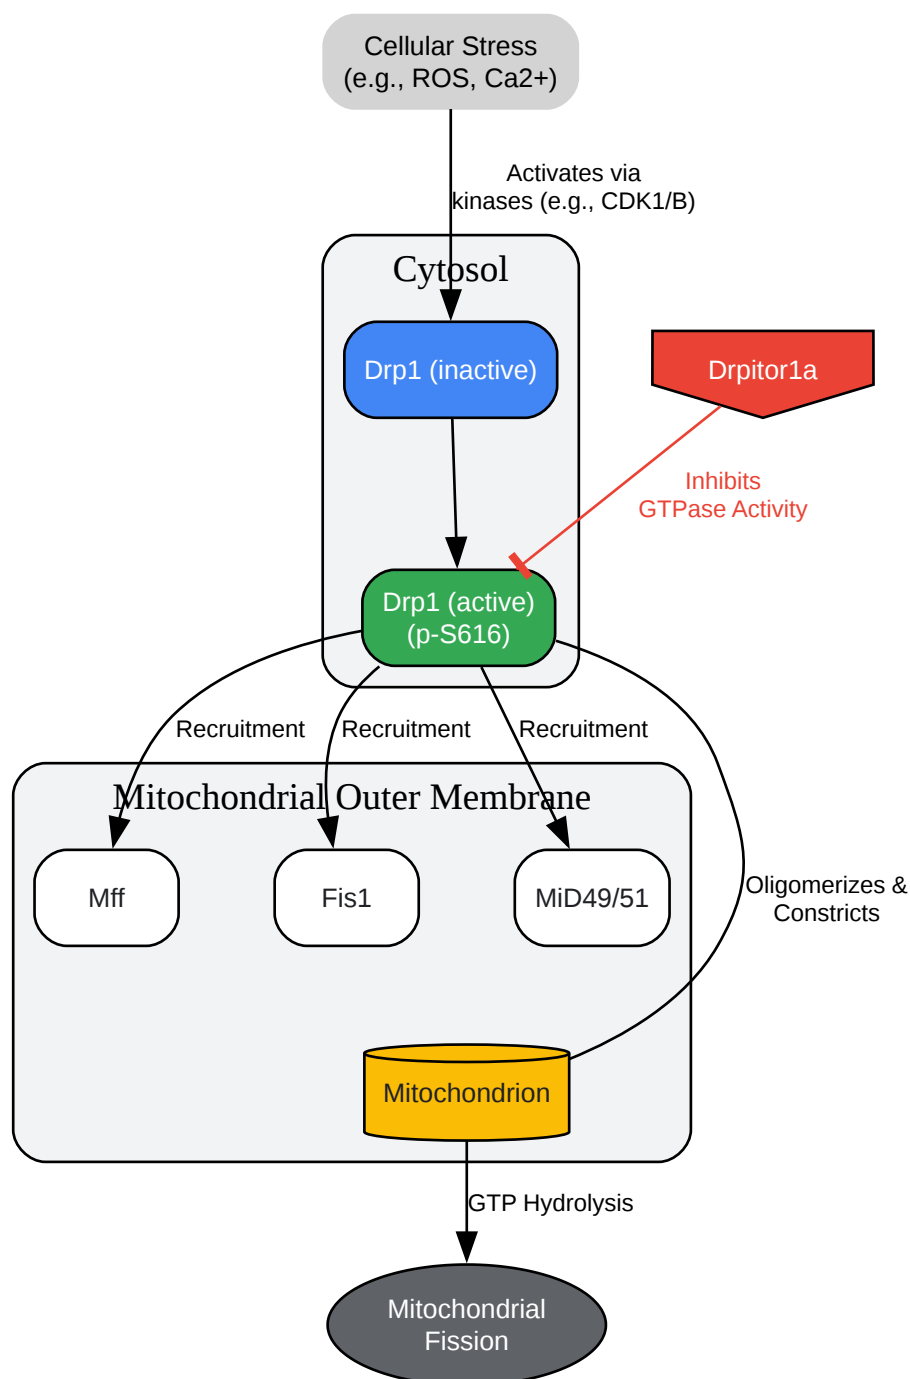 Cellular Stress
(e.g., ROS, Ca2+)
Activates via
kinases (e.g., CDK1/B)
Cytosol
Drp1 (inactive)
Drpitor1a
Inhibits
GTPase Activity
Drp1 (active)
(p-S616)
Recruitment
Recruitment
Recruitment
Mitochondrial Outer Membrane
Mff
Fis1
MiD49/51
Oligomerizes &
Constricts
Mitochondrion
GTP Hydrolysis
Mitochondrial
Fission